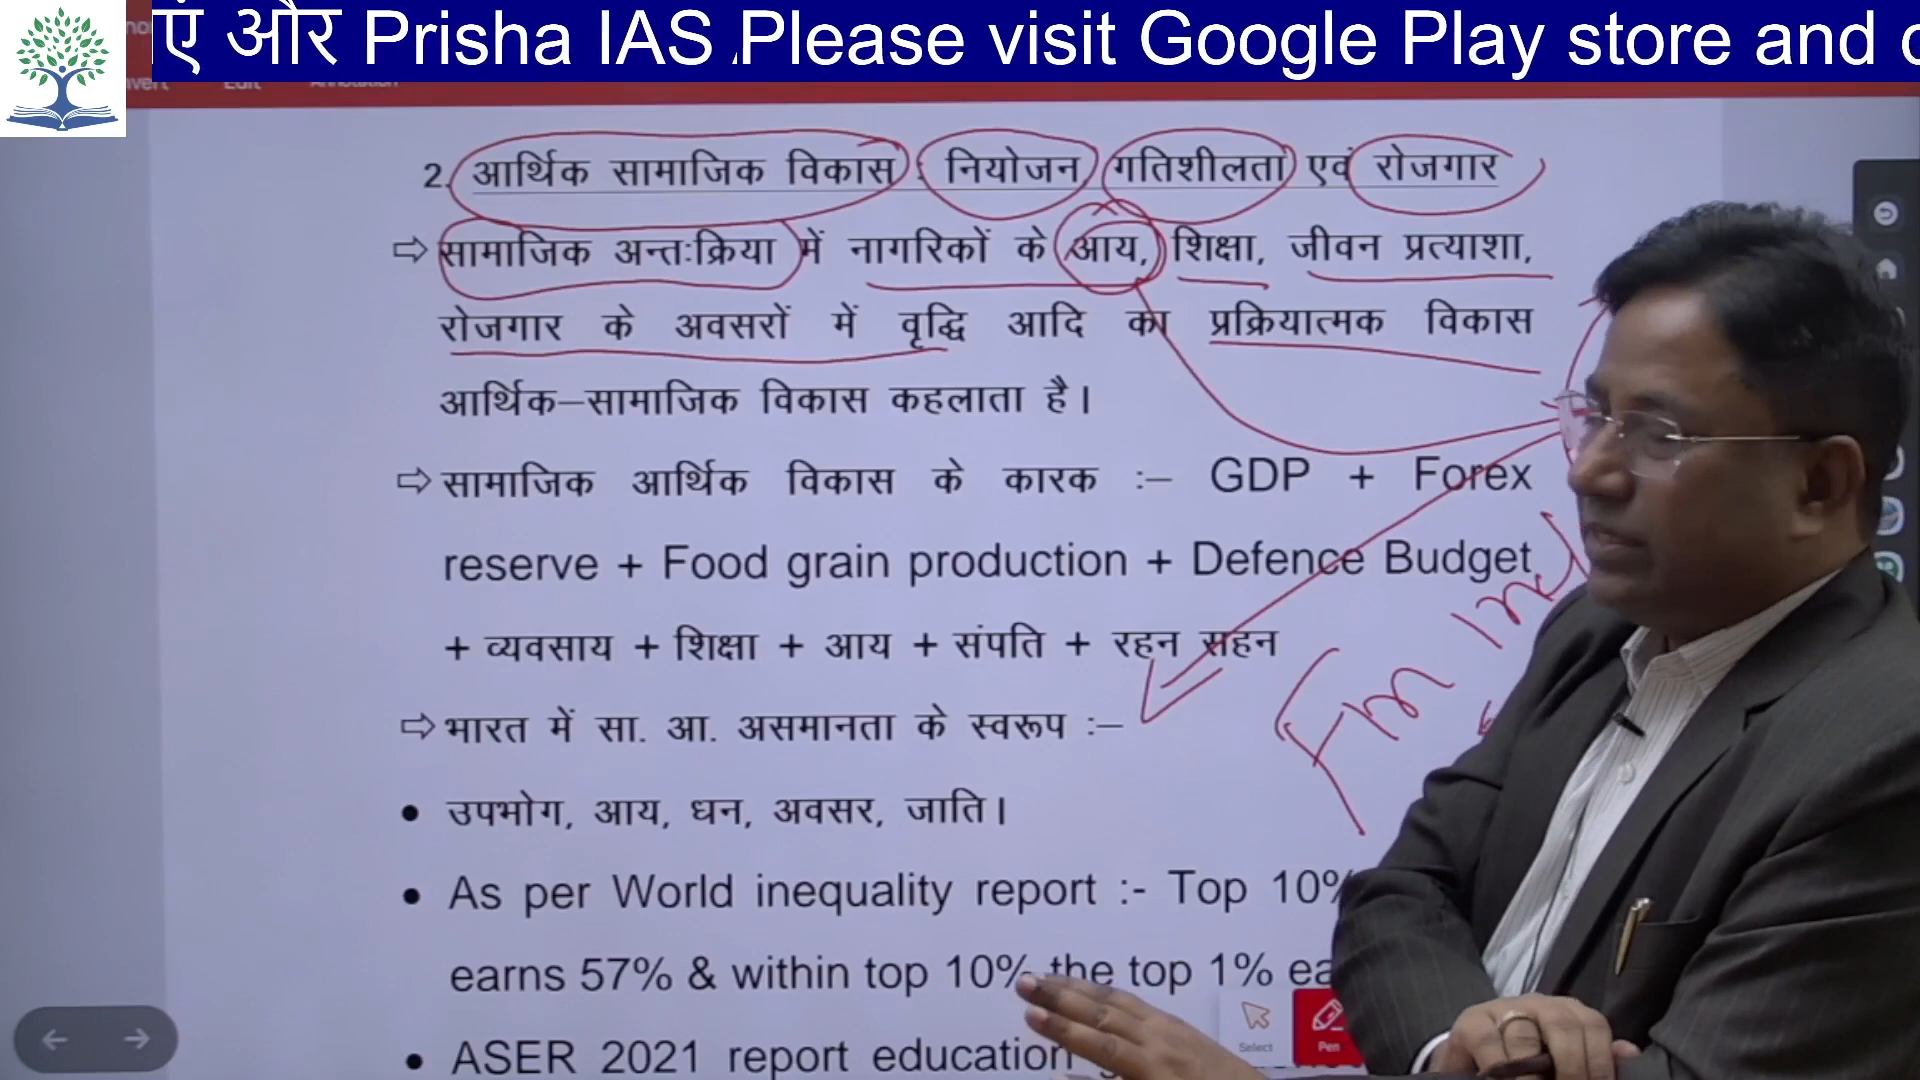 एं और Prisha IAS Please visit Google Play store and
Edit Annotation
2. आर्थिक सामाजिक विकास : नियोजन गतिशीलता एवं रोजगार
⇨ सामाजिक अन्तःक्रिया में नागरिकों के आय, शिक्षा, जीवन प्रत्याशा,
रोजगार के अवसरों में वृद्धि आदि का प्रक्रियात्मक विकास
आर्थिक–सामाजिक विकास कहलाता है।
⇨ सामाजिक आर्थिक विकास के कारक :– GDP + Forex
reserve + Food grain production + Defence Budget
+ व्यवसाय + शिक्षा + आय + संपति + रहन सहन
⇨ भारत में सा. आ. असमानता के स्वरूप :–
• उपभोग, आय, धन, अवसर, जाति।
• As per World inequality report :- Top 10%
earns 57% & within top 10% the top 1%
• ASER 2021 report education
Select
Pen